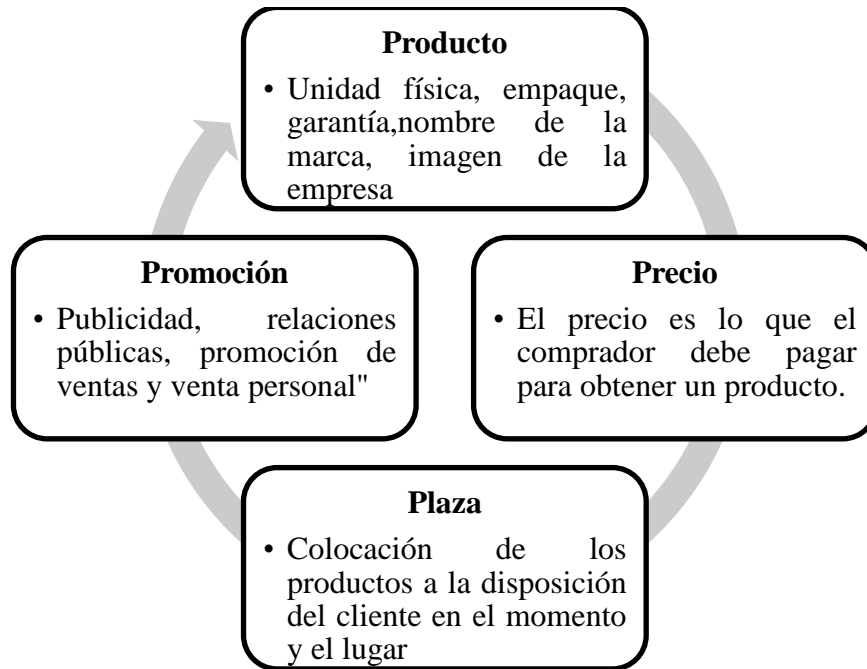 Producto
• Unidad física, empaque,
garantía,nombre de la
marca, imagen de la
empresa
Promoción
• Publicidad, relaciones
públicas, promoción de
ventas y venta personal"
Precio
• El precio es lo que el
comprador debe pagar
para obtener un producto.
Plaza
• Colocación de los
productos a la disposición
del cliente en el momento
y el lugar